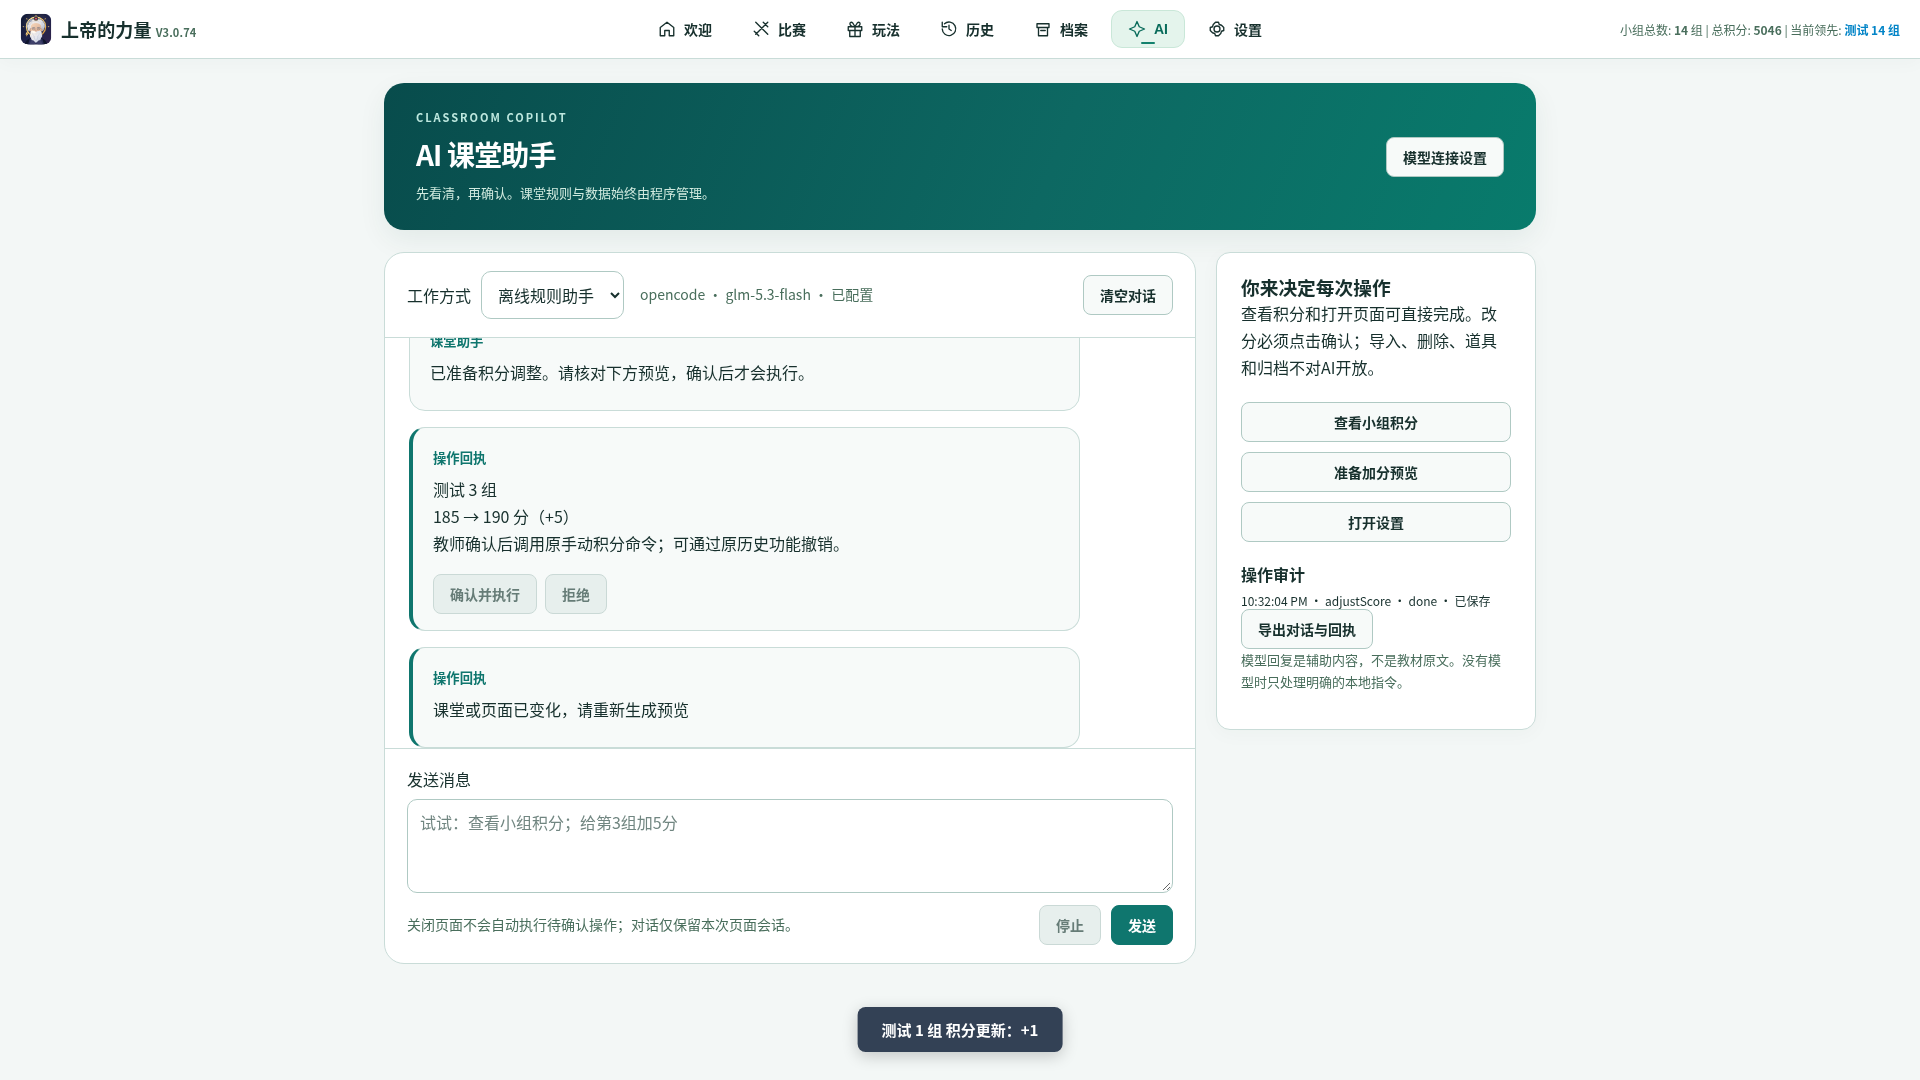 上帝的力量 V3.0.74
欢迎
比赛
玩法
历史
档案
AI
设置
小组总数: 14 组 | 总积分: 5046 | 当前领先: 测试 14 组
CLASSROOM COPILOT
AI 课堂助手
先看清，再确认。课堂规则与数据始终由程序管理。
模型连接设置
工作方式
离线规则助手
opencode · glm-5.3-flash · 已配置
清空对话
课堂助手
已准备积分调整。请核对下方预览，确认后才会执行。
操作回执
测试 3 组
185 → 190 分（+5）
教师确认后调用原手动积分命令；可通过原历史功能撤销。
确认并执行
拒绝
操作回执
课堂或页面已变化，请重新生成预览
发送消息
试试：查看小组积分；给第3组加5分
关闭页面不会自动执行待确认操作；对话仅保留本次页面会话。
停止
发送
你来决定每次操作
查看积分和打开页面可直接完成。改
分必须点击确认；导入、删除、道具
和归档不对AI开放。
查看小组积分
准备加分预览
打开设置
操作审计
10:32:04 PM · adjustScore · done · 已保存
导出对话与回执
模型回复是辅助内容，不是教材原文。没有模
型时只处理明确的本地指令。
测试 1 组 积分更新：+1